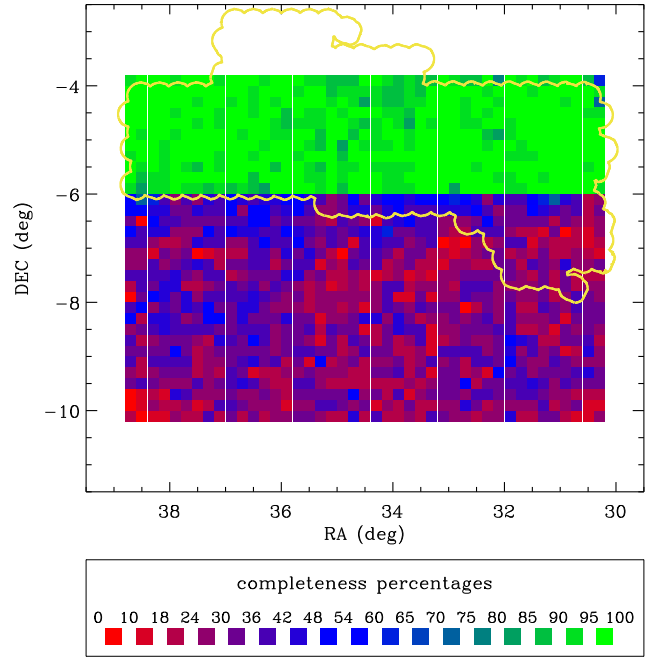 −4
−6
−8
−10
DEC (deg)
38 36 34 32 30
RA (deg)
completeness percentages
0 10 18 24 30 36 42 48 54 60 65 70 75 80 85 90 95 100